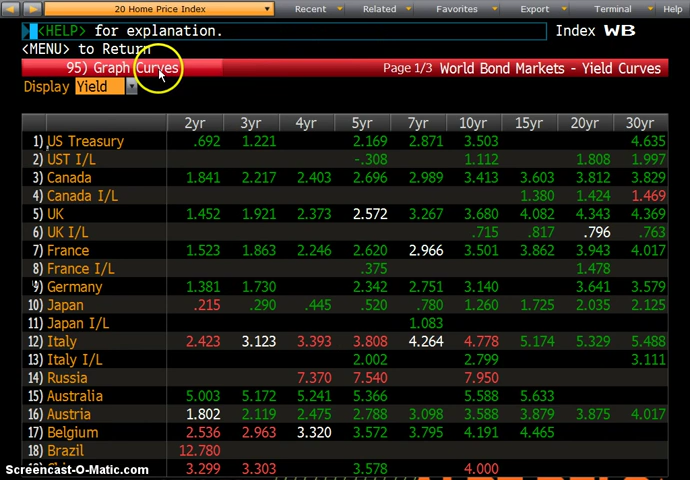 20 Home Price Index Recent Related Favorites Export Terminal Help
<HELP> for explanation. Index WB
<MENU> to Return
95) Graph Curves Page 1/3 World Bond Markets - Yield Curves
Display Yield
2yr 3yr 4yr 5yr 7yr 10yr 15yr 20yr 30yr
1) US Treasury .692 1.221 2.169 2.871 3.503 4.635
2) UST I/L -.308 1.112 1.808 1.997
3) Canada 1.841 2.217 2.403 2.696 2.989 3.413 3.603 3.812 3.829
4) Canada I/L 1.380 1.424 1.469
5) UK 1.452 1.921 2.373 2.572 3.267 3.680 4.082 4.343 4.369
6) UK I/L .715 .817 .796 .763
7) France 1.523 1.863 2.246 2.620 2.966 3.501 3.862 3.943 4.017
8) France I/L .375 1.478
9) Germany 1.381 1.730 2.342 2.751 3.140 3.641 3.579
10) Japan .215 .290 .445 .520 .780 1.260 1.725 2.035 2.125
11) Japan I/L 1.083
12) Italy 2.423 3.123 3.393 3.808 4.264 4.778 5.174 5.329 5.488
13) Italy I/L 2.002 2.799 3.111
14) Russia 7.370 7.540 7.950
15) Australia 5.003 5.172 5.241 5.366 5.588 5.633
16) Austria 1.802 2.119 2.475 2.788 3.098 3.588 3.879 3.875 4.017
17) Belgium 2.536 2.963 3.320 3.572 3.795 4.191 4.465
18) Brazil 12.780
3.299 3.303 3.578 4.000
Screencast-O-Matic.com